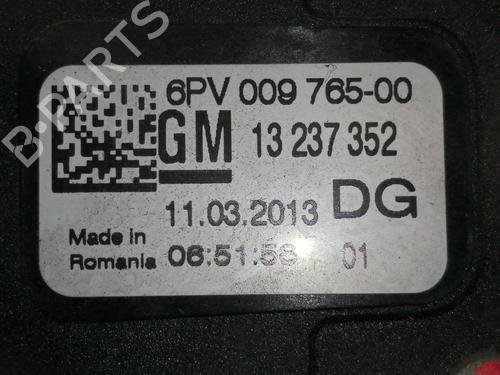 B-PARTS
6PV 009 765-00
GM 13 237 352
11.03.2013 DG
Made in
Romania
06:51:58 01